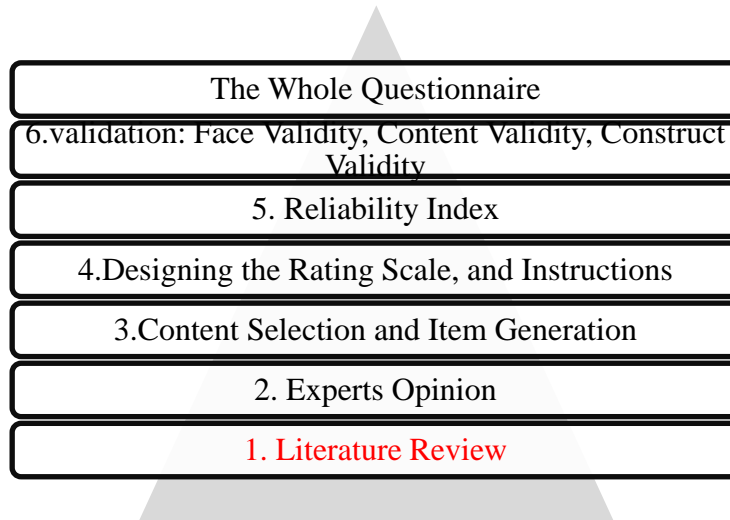 The Whole Questionnaire
6.validation: Face Validity, Content Validity, Construct
Validity
5. Reliability Index
4.Designing the Rating Scale, and Instructions
3.Content Selection and Item Generation
2. Experts Opinion
1. Literature Review